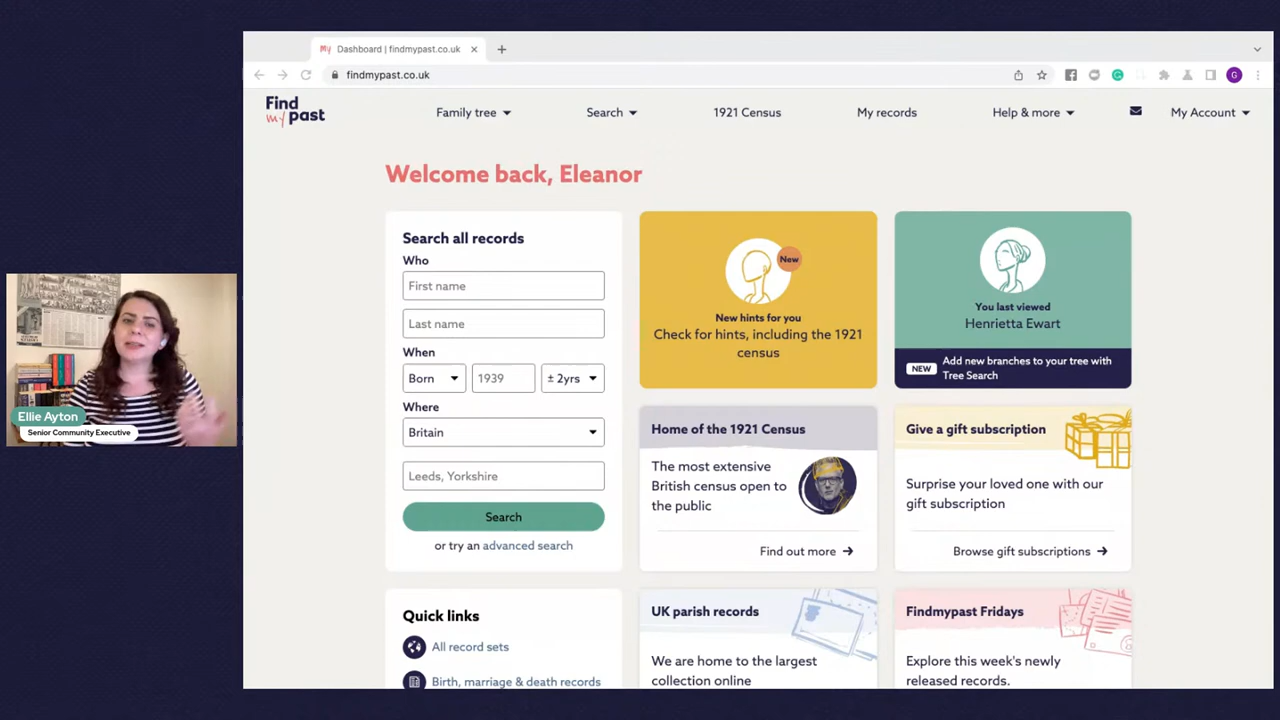 Dashboard | findmypast.co.uk
findmypast.co.uk
G
Find
my past
Family tree
Search
1921 Census
My records
Help & more
My Account
Welcome back, Eleanor
Search all records
Who
First name
Last name
When
Born
1939
± 2yrs
Where
Britain
Leeds, Yorkshire
Search
or try an advanced search
New
New hints for you
Check for hints, including the 1921
census
You last viewed
Henrietta Ewart
NEW
Add new branches to your tree with
Tree Search
Home of the 1921 Census
The most extensive
British census open to
the public
Find out more
Give a gift subscription
Surprise your loved one with our
gift subscription
Browse gift subscriptions
Quick links
All record sets
Birth, marriage & death records
UK parish records
We are home to the largest
collection online
Findmypast Fridays
Explore this week's newly
released records.
Ellie Ayton
Senior Community Executive